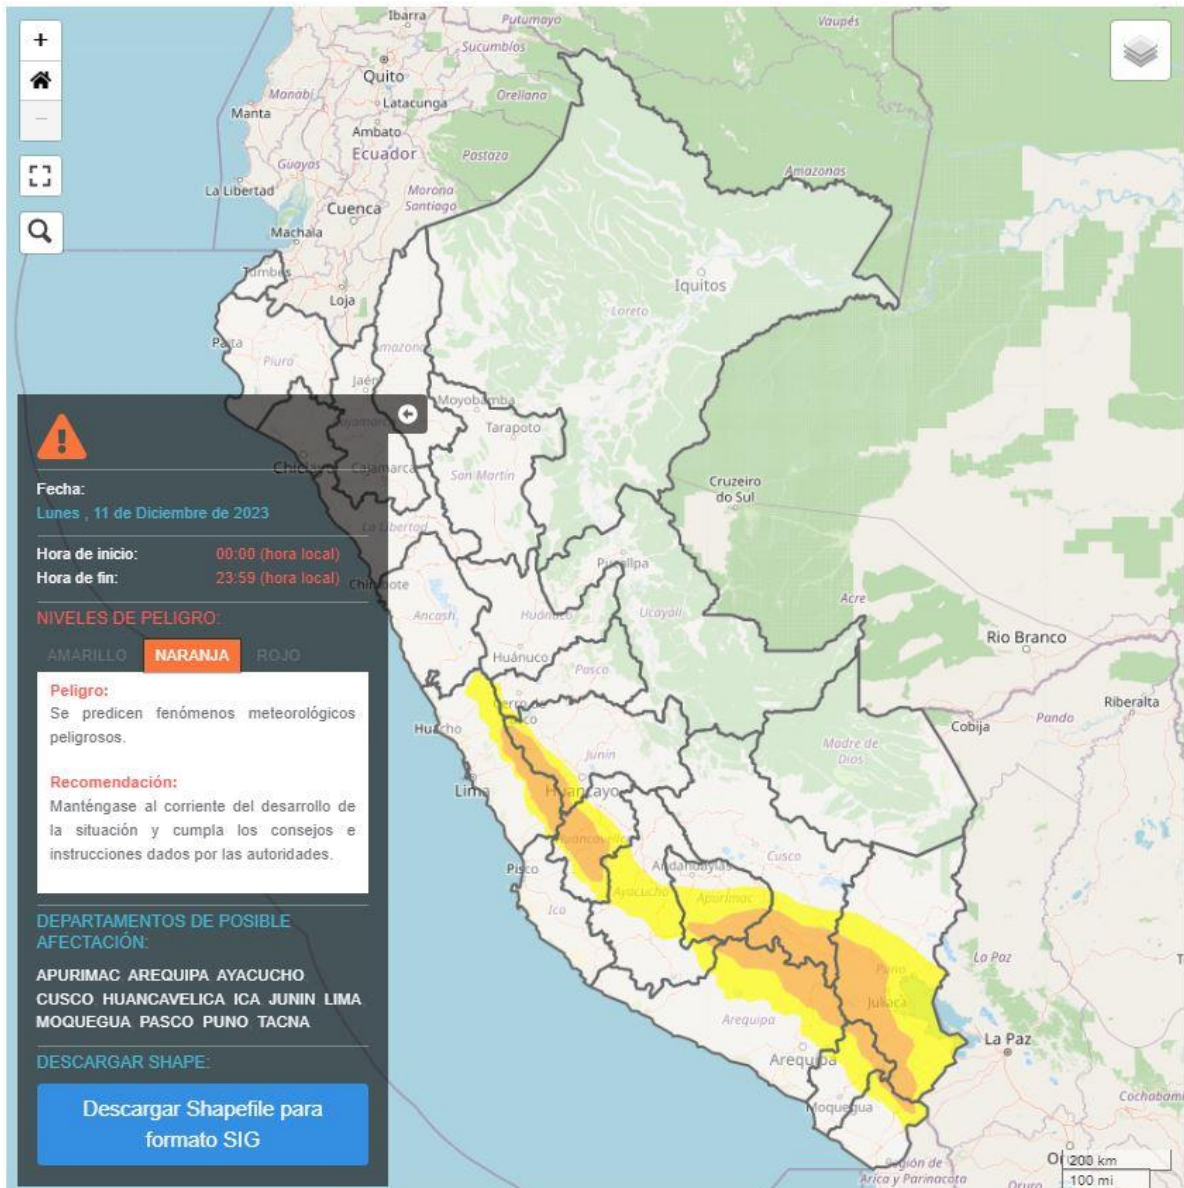 +
−
Ibarra
Putumayo
Vaupés
Sucumbíos
Quito
Orellana
Manabí
Latacunga
Manta
Ambato
Ecuador
Pastaza
Guayas
Amazonas
La Libertad
Morona
Santiago
Cuenca
Machala
Tumbes
Loja
Iquitos
Loreto
Paita
Piura
Amazonas
Jaén
Moyobamba
Tarapoto
Chiclayo
Cajamarca
San Martín
Cruzeiro
do Sul
La Libertad
Pucallpa
Chimbote
Acre
Ancash
Huánuco
Ucayali
Rio Branco
Huánuco
Pasco
Riberalta
Cerro de
Pasco
Pando
Cobija
Huacho
Junín
Madre de
Dios
Lima
Huancayo
Huancavelica
Cusco
Pisco
Andahuaylas
Ayacucho
Apurímac
Ica
La Paz
Puno
Juliaca
Arequipa
La Paz
Arequipa
Cochabam
Moquegua
Región de
Arica y Parinacota
Oruro
200 km
100 mi
Fecha:
Lunes , 11 de Diciembre de 2023
Hora de inicio: 00:00 (hora local)
Hora de fin: 23:59 (hora local)
NIVELES DE PELIGRO:
AMARILLO NARANJA ROJO
Peligro:
Se predicen fenómenos meteorológicos
peligrosos.
Recomendación:
Manténgase al corriente del desarrollo de
la situación y cumpla los consejos e
instrucciones dados por las autoridades.
DEPARTAMENTOS DE POSIBLE
AFECTACIÓN:
APURIMAC AREQUIPA AYACUCHO
CUSCO HUANCAVELICA ICA JUNIN LIMA
MOQUEGUA PASCO PUNO TACNA
DESCARGAR SHAPE:
Descargar Shapefile para
formato SIG